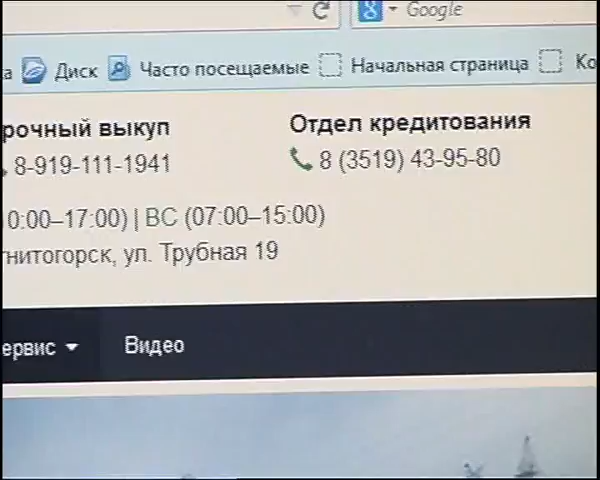 Google
а Диск Часто посещаемые Начальная страница Ко
рочный выкуп Отдел кредитования
8-919-111-1941 8 (3519) 43-95-80
0:00–17:00) | ВС (07:00–15:00)
гнитогорск, ул. Трубная 19
ервис Видео